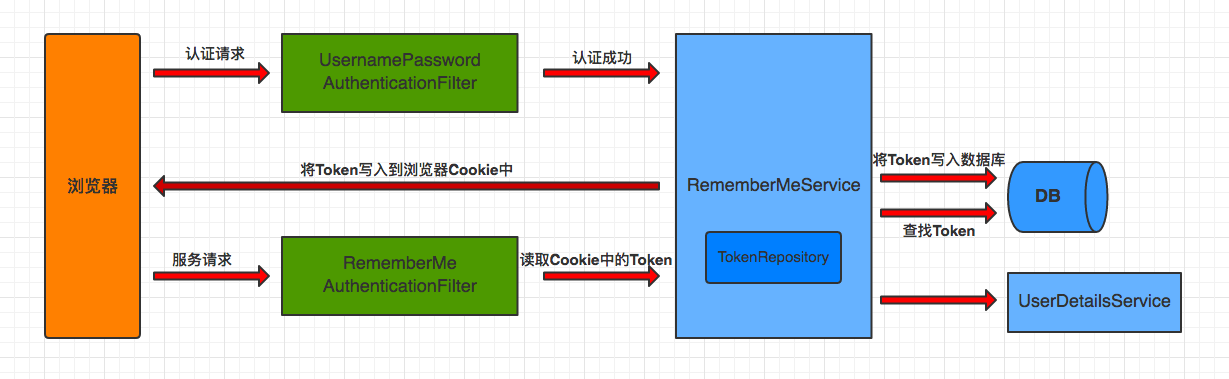 认证请求
UsernamePassword
AuthenticationFilter
认证成功
将Token写入到浏览器Cookie中
浏览器
RememberMeService
将Token写入数据库
DB
查找Token
TokenRepository
服务请求
RememberMe
AuthenticationFilter
读取Cookie中的Token
UserDetailsService